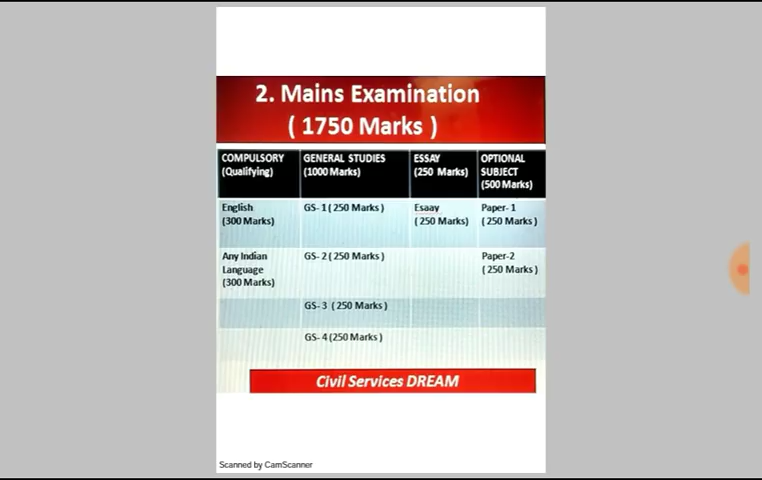 2. Mains Examination
( 1750 Marks )
COMPULSORY
(Qualifying)
GENERAL STUDIES
(1000 Marks)
ESSAY
(250 Marks)
OPTIONAL
SUBJECT
(500 Marks)
English
(300 Marks)
GS- 1 ( 250 Marks )
Esaay
( 250 Marks)
Paper- 1
( 250 Marks )
Any Indian
Language
(300 Marks)
GS- 2 ( 250 Marks )
Paper-2
( 250 Marks )
GS- 3 ( 250 Marks )
GS- 4 (250 Marks )
Civil Services DREAM
Scanned by CamScanner